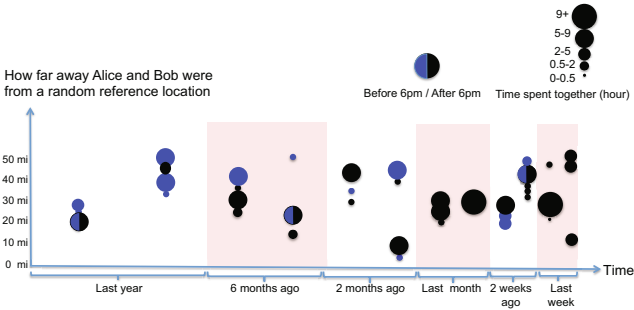 9+
5-9
2-5
0.5-2
0-0.5
Before 6pm / After 6pm
Time spent together (hour)
How far away Alice and Bob were
from a random reference location
50 mi
40 mi
30 mi
20 mi
10 mi
0 mi
Time
Last year
6 months ago
2 months ago
Last month
2 weeks
ago
Last
week